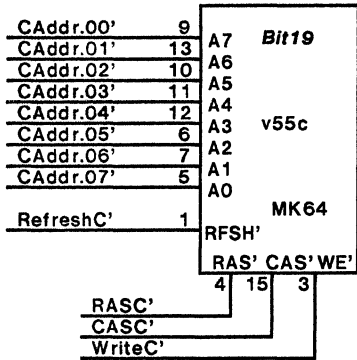 CAddr.00' 9 A7 Bit19
CAddr.01' 13 A6
CAddr.02' 10 A5
CAddr.03' 11 A4
CAddr.04' 12 A3 v55c
CAddr.05' 6 A2
CAddr.06' 7 A1
CAddr.07' 5 A0
MK64
RefreshC' 1 RFSH'
RAS' CAS' WE'
4 15 3
RASC'
CASC'
WriteC'